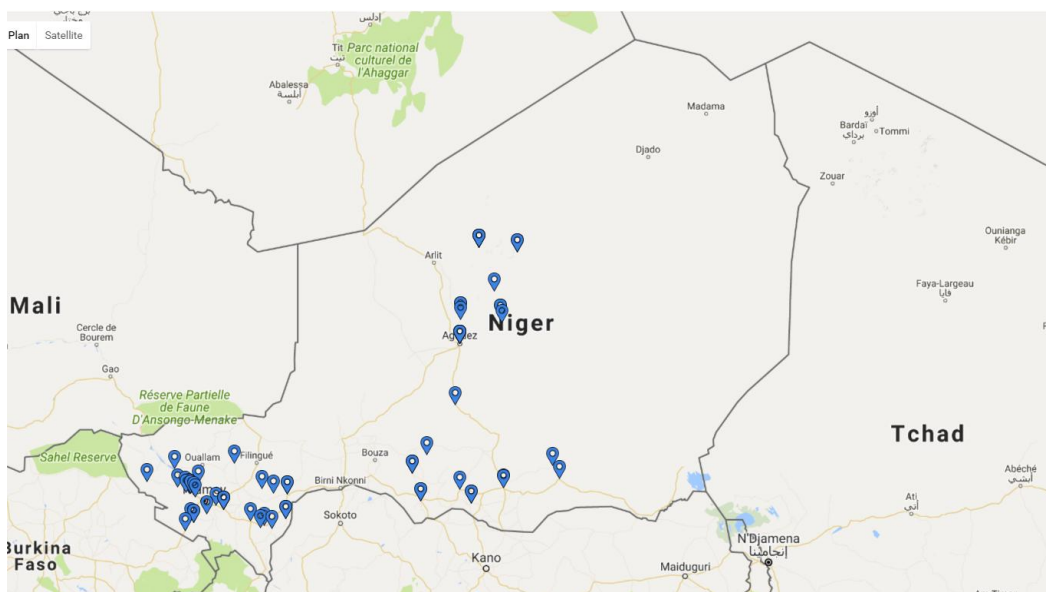 Plan
Satellite
إدلس
Tit
تيت
Parc national
culturel de
l'Ahaggar
Abalessa
أبلسة
Madama
أوزو
Bardaï
برداي
Tommi
Djado
Zouar
Ounianga
Kébir
Arlit
Faya-Largeau
فايا
Mali
Niger
Cercle de
Bourem
Gao
Réserve Partielle
de Faune
D'Ansongo-Menake
Tchad
Sahel Reserve
Ouallam
Filingué
Bouza
Birni Nkonni
Abéché
أبشي
Sokoto
Ati
أتي
Burkina
Faso
Kano
N'Djamena
إنجامينا
Maiduguri